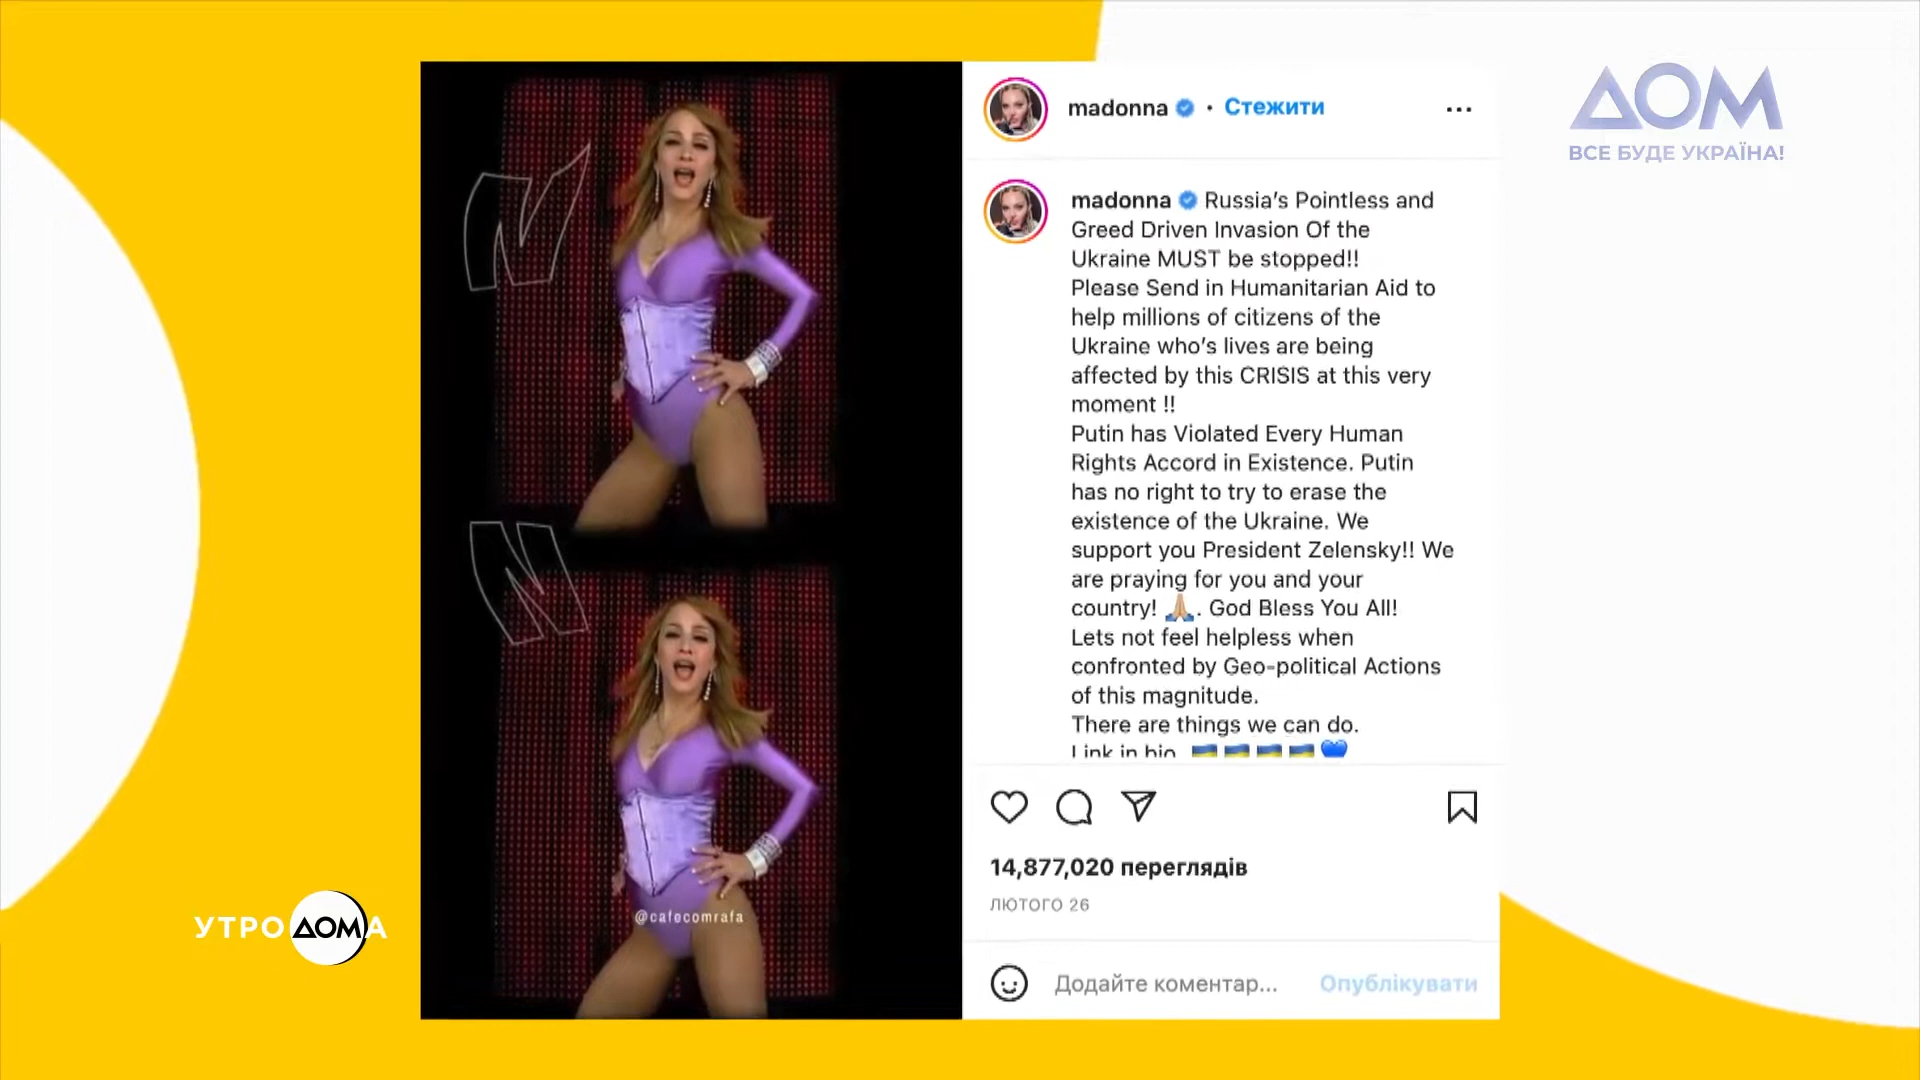 ДОМ
ВСЕ БУДЕ УКРАЇНА!
madonna • Стежити
madonna Russia’s Pointless and
Greed Driven Invasion Of the
Ukraine MUST be stopped!!
Please Send in Humanitarian Aid to
help millions of citizens of the
Ukraine who’s lives are being
affected by this CRISIS at this very
moment !!
Putin has Violated Every Human
Rights Accord in Existence. Putin
has no right to try to erase the
existence of the Ukraine. We
support you President Zelensky!! We
are praying for you and your
country! 🙏🏼. God Bless You All!
Lets not feel helpless when
confronted by Geo-political Actions
of this magnitude.
There are things we can do.
Link in bio 🇺🇦 🇺🇦 🇺🇦 🇺🇦 💙
14,877,020 переглядів
ЛЮТОГО 26
Додайте коментар... Опублікувати
N
N
@cafecomrafa
УТРО ДОМА